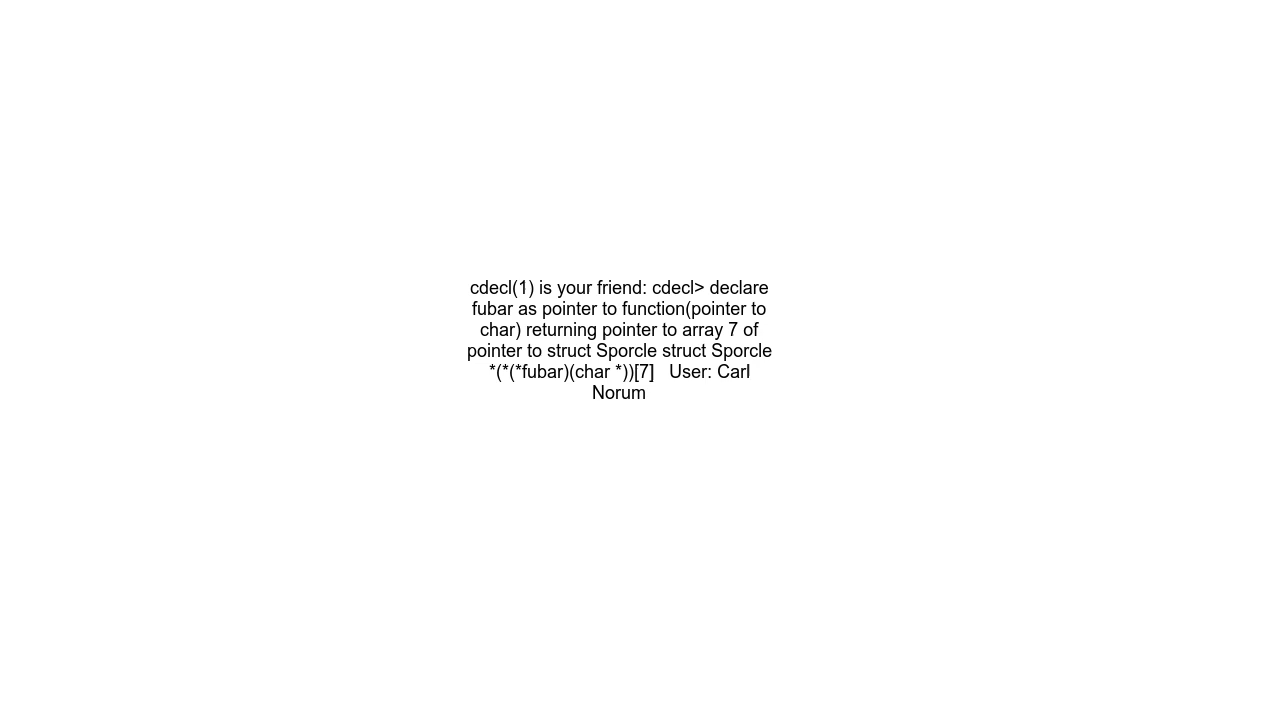 cdecl(1) is your friend: cdecl> declare
fubar as pointer to function(pointer to
char) returning pointer to array 7 of
pointer to struct Sporcle struct Sporcle
*(*(*fubar)(char *))[7]   User: Carl
Norum